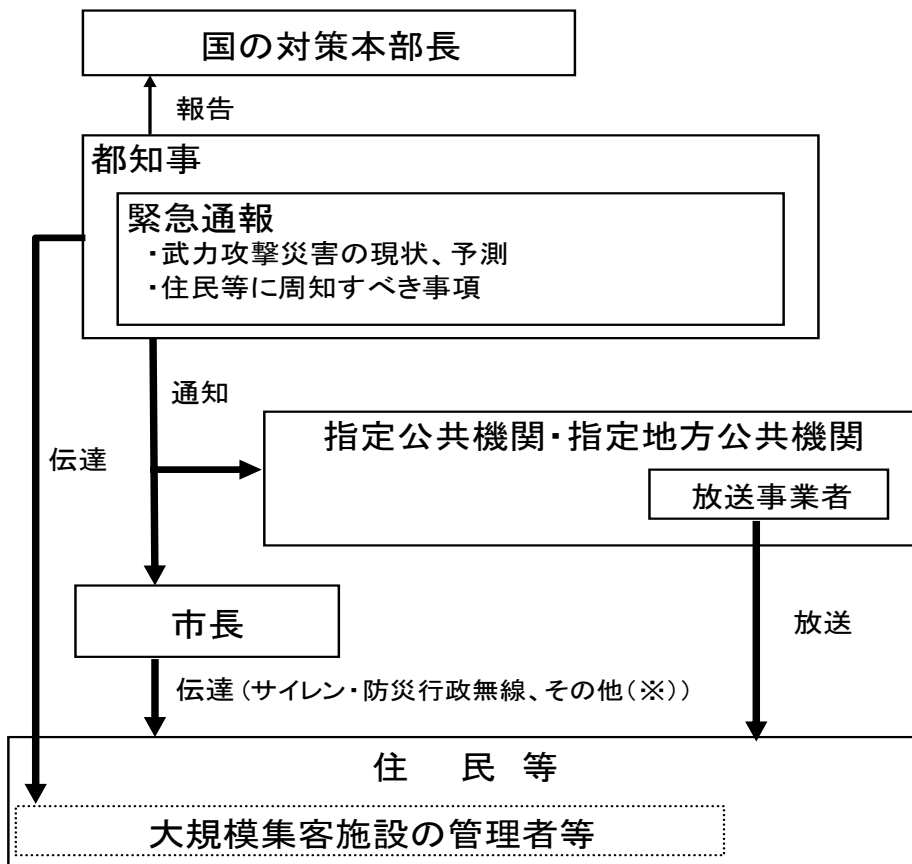 国の対策本部長
報告
都知事
緊急通報
・武力攻撃災害の現状、予測
・住民等に周知すべき事項
通知
指定公共機関・指定地方公共機関
伝達
放送事業者
市長
放送
伝達(サイレン・防災行政無線、その他(※))
住 民 等
大規模集客施設の管理者等